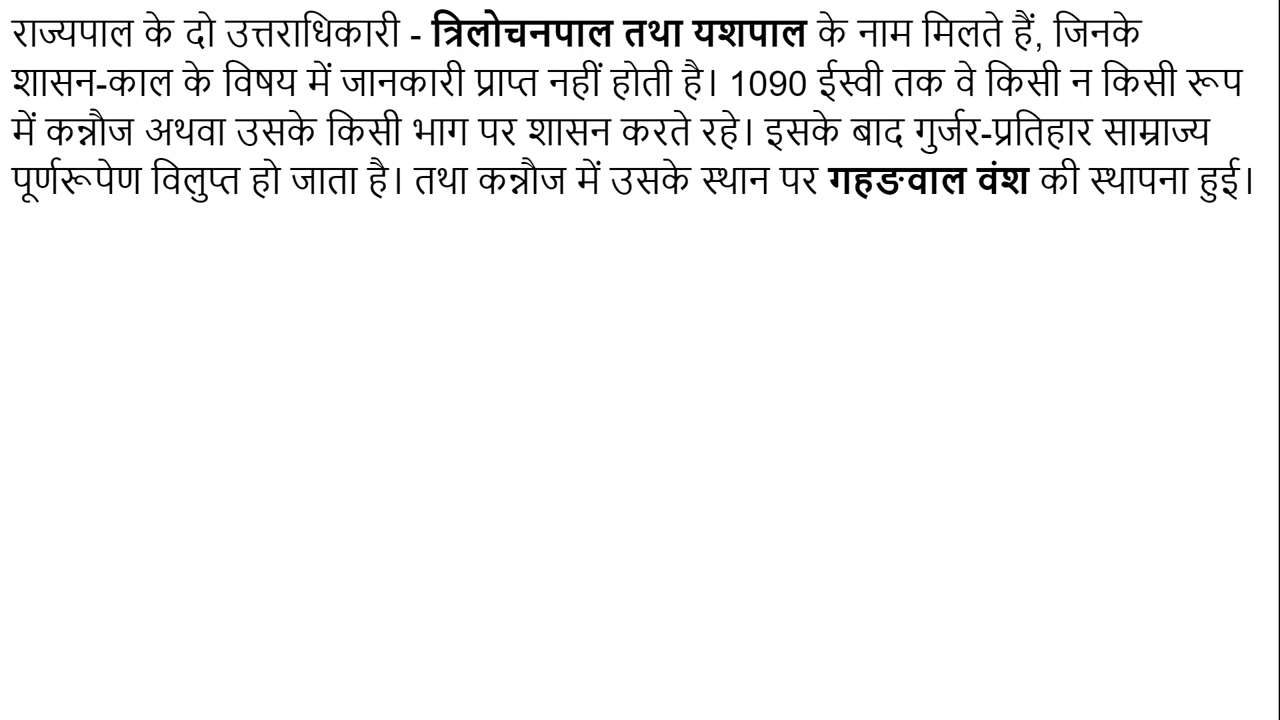 राज्यपाल के दो उत्तराधिकारी - त्रिलोचनपाल तथा यशपाल के नाम मिलते हैं, जिनके
शासन-काल के विषय में जानकारी प्राप्त नहीं होती है। 1090 ईस्वी तक वे किसी न किसी रूप
में कन्नौज अथवा उसके किसी भाग पर शासन करते रहे। इसके बाद गुर्जर-प्रतिहार साम्राज्य
पूर्णरूपेण विलुप्त हो जाता है। तथा कन्नौज में उसके स्थान पर गहङवाल वंश की स्थापना हुई।